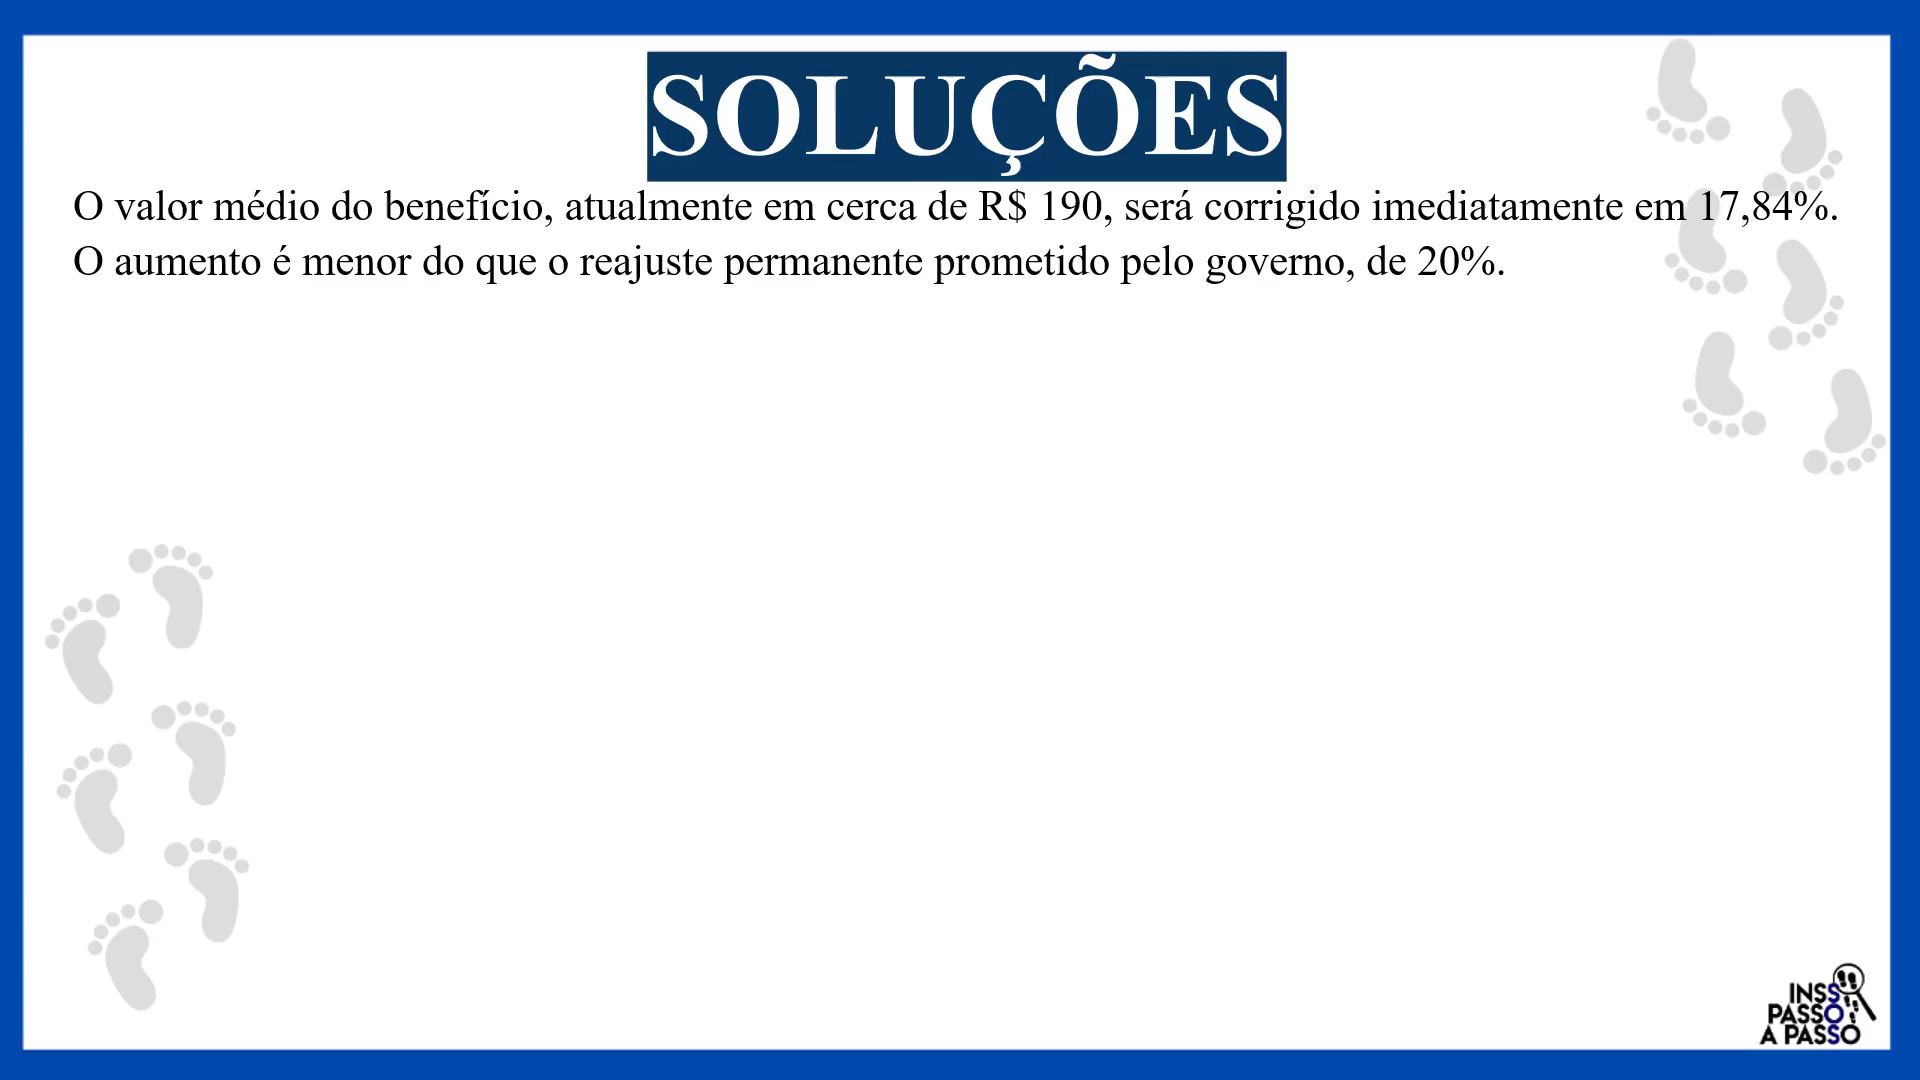 SOLUÇÕES
O valor médio do benefício, atualmente em cerca de R$ 190, será corrigido imediatamente em 17,84%.
O aumento é menor do que o reajuste permanente prometido pelo governo, de 20%.
INSS
PASSO
A PASSO